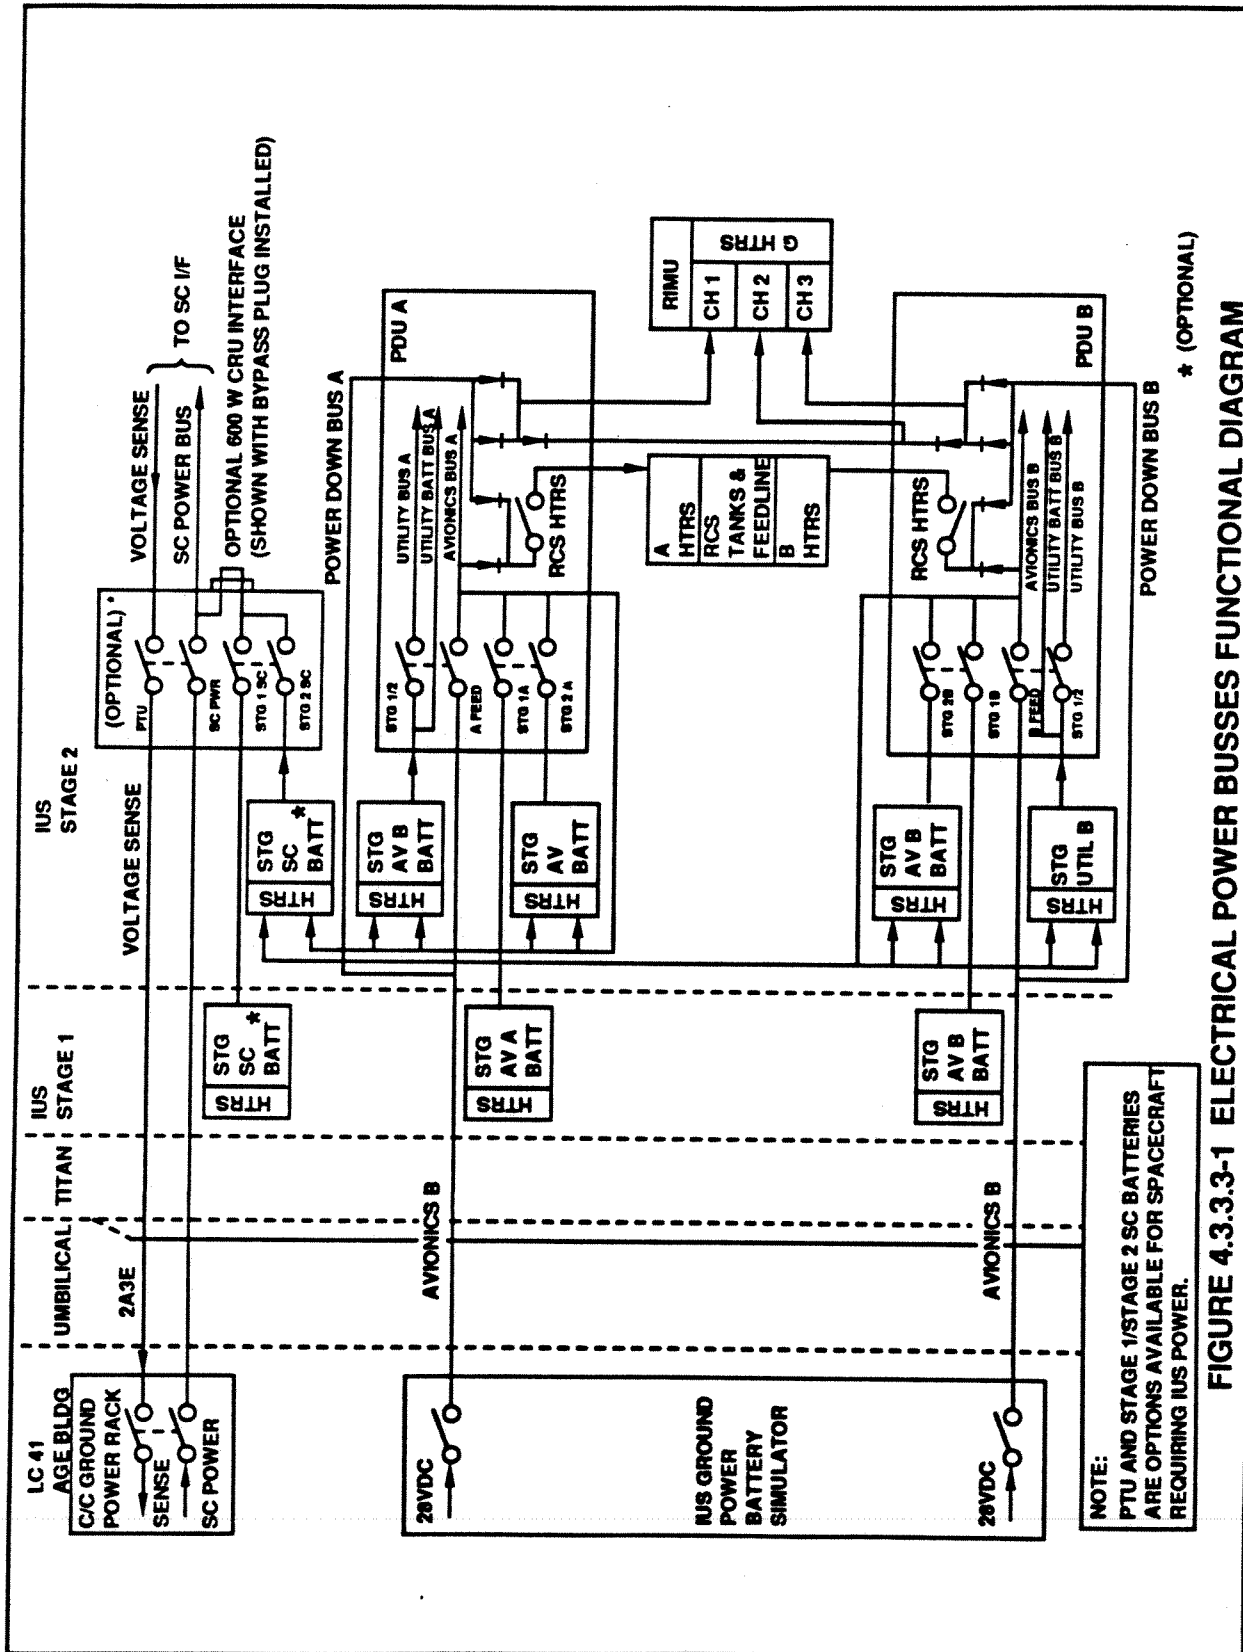 LC 41
AGE BLDG
UMBILICAL
TITAN
IUS
STAGE 1
IUS
STAGE 2
C/C GROUND
POWER RACK
SENSE
SC POWER
2A3E
VOLTAGE SENSE
(OPTIONAL) *
PTU
SC PWR
STG 1 SC
STG 2 SC
VOLTAGE SENSE
SC POWER BUS
TO SC I/F
OPTIONAL 600 W CRU INTERFACE
(SHOWN WITH BYPASS PLUG INSTALLED)
HTRS
STG
SC *
BATT
HTRS
STG
SC *
BATT
POWER DOWN BUS A
PDU A
HTRS
STG
AV B
BATT
STG 1/2
UTILITY BUS A
UTILITY BATT BUS A
AVIONICS BUS A
A FEED
STG 1A
STG 2 A
RCS HTRS
28VDC
AVIONICS B
HTRS
STG
AV A
BATT
HTRS
STG
AV
BATT
IUS GROUND
POWER
BATTERY
SIMULATOR
A
HTRS
RCS
TANKS &
FEEDLINE
B
HTRS
RIMU
CH 1
CH 2
CH 3
G HTRS
HTRS
STG
AV B
BATT
HTRS
STG
AV B
BATT
STG 2B
STG 1B
B FEED
STG 1/2
RCS HTRS
AVIONICS BUS B
UTILITY BATT BUS B
UTILITY BUS B
PDU B
28VDC
AVIONICS B
HTRS
STG
UTIL B
POWER DOWN BUS B
NOTE:
PTU AND STAGE 1/STAGE 2 SC BATTERIES
ARE OPTIONS AVAILABLE FOR SPACECRAFT
REQUIRING IUS POWER.
* (OPTIONAL)
FIGURE 4.3.3.3-1 ELECTRICAL POWER BUSSES FUNCTIONAL DIAGRAM